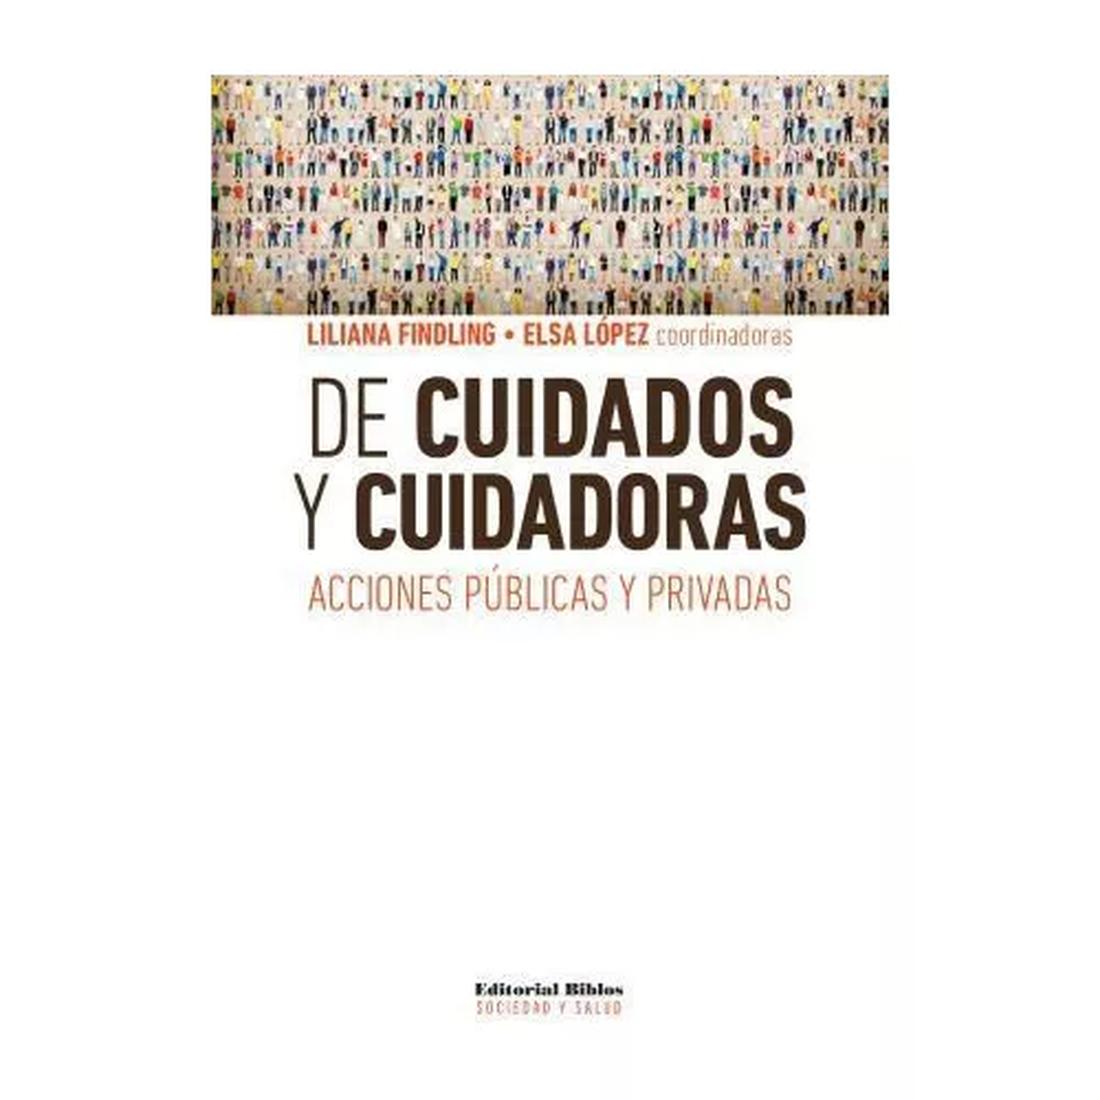 LILIANA FINDLING • ELSA LÓPEZ coordinadoras
DE CUIDADOS
Y CUIDADORAS
ACCIONES PÚBLICAS Y PRIVADAS
Editorial Biblos
SOCIEDAD Y SALUD